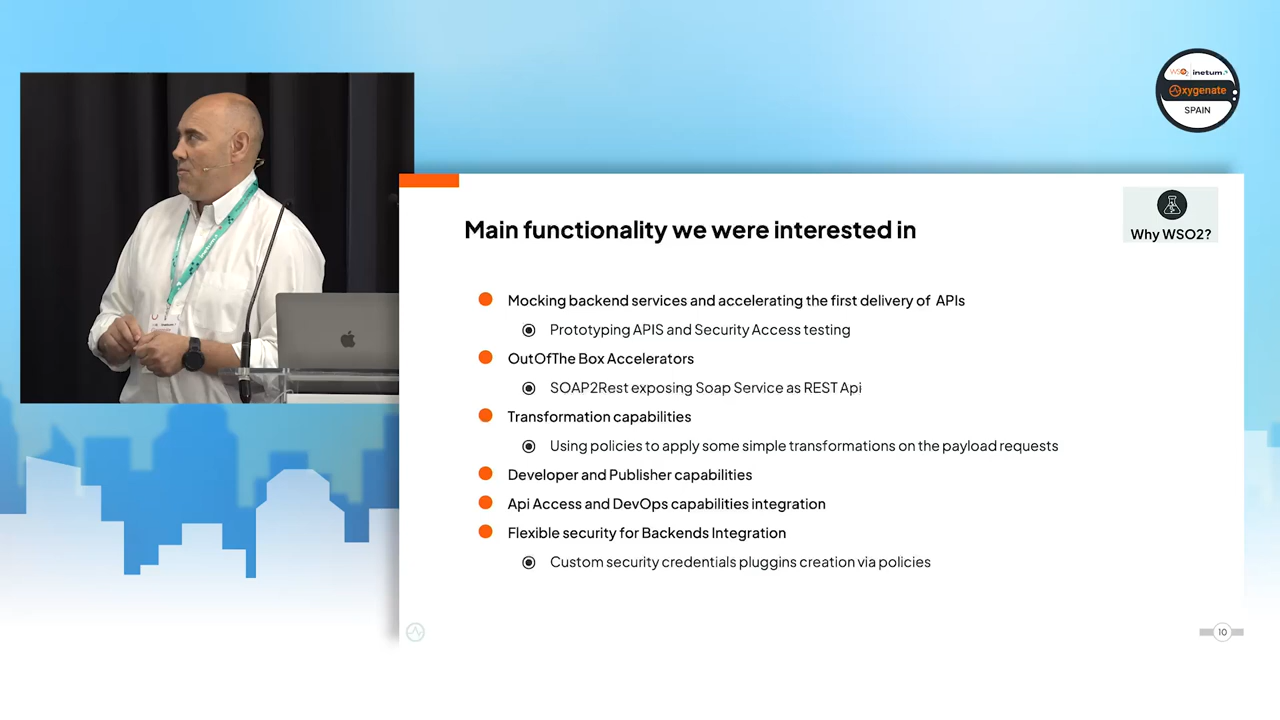 WSO2 inetum.
Oxygenate
SPAIN
Main functionality we were interested in
Why WSO2?
Mocking backend services and accelerating the first delivery of APIs
Prototyping APIS and Security Access testing
OutOfThe Box Accelerators
SOAP2Rest exposing Soap Service as REST Api
Transformation capabilities
Using policies to apply some simple transformations on the payload requests
Developer and Publisher capabilities
Api Access and DevOps capabilities integration
Flexible security for Backends Integration
Custom security credentials pluggins creation via policies
10